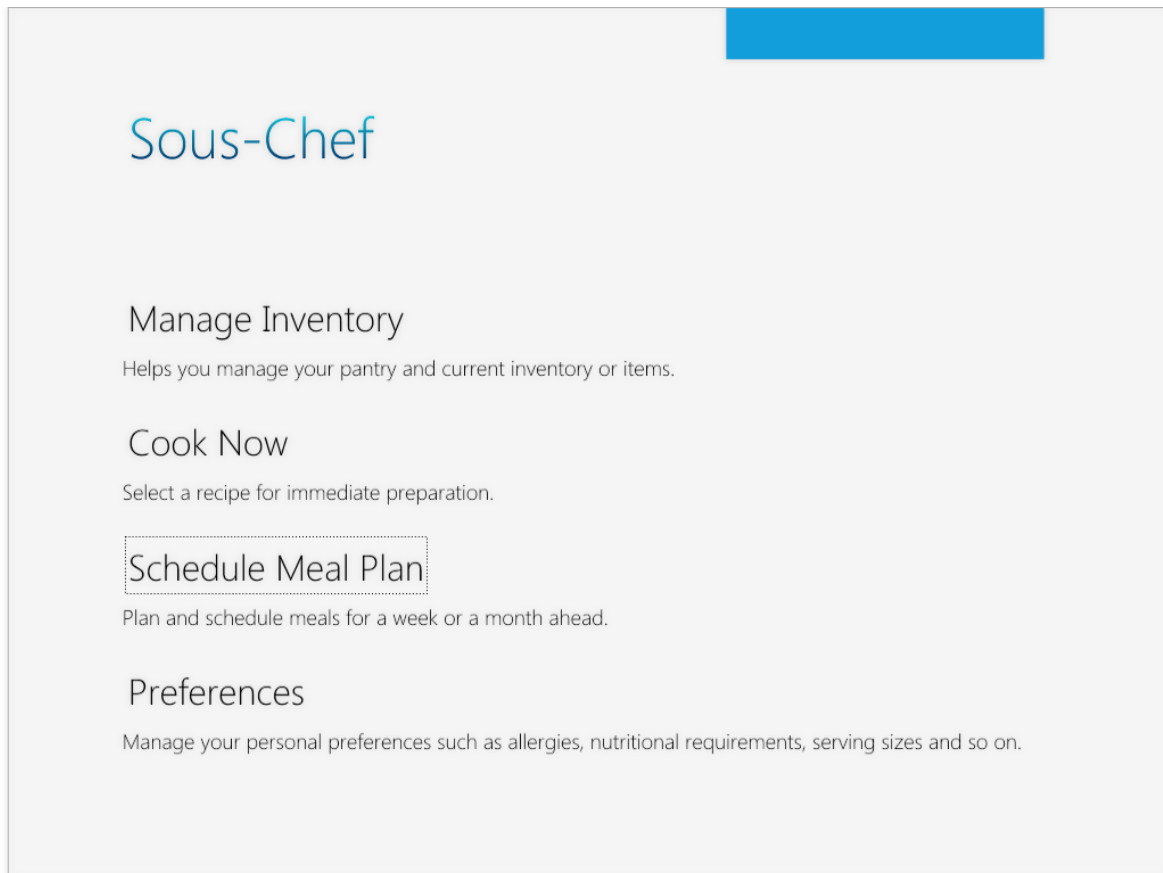 Sous-Chef
Manage Inventory
Helps you manage your pantry and current inventory or items.
Cook Now
Select a recipe for immediate preparation.
Schedule Meal Plan
Plan and schedule meals for a week or a month ahead.
Preferences
Manage your personal preferences such as allergies, nutritional requirements, serving sizes and so on.